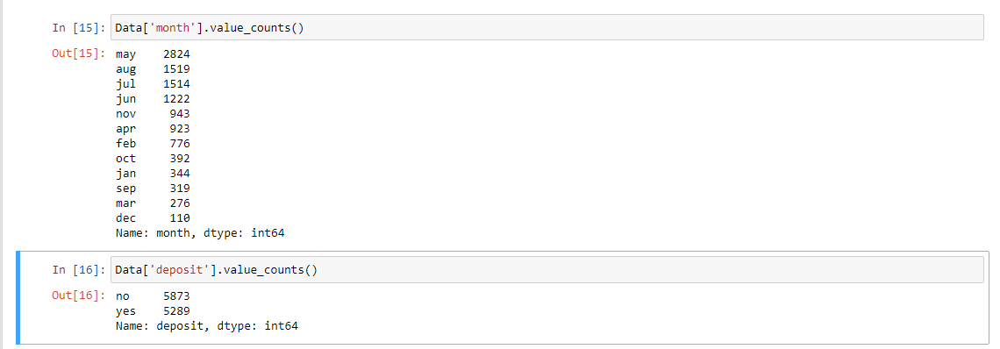 In [15]: Data['month'].value_counts()
Out[15]: may    2824
aug    1519
jul    1514
jun    1222
nov     943
apr     923
feb     776
oct     392
jan     344
sep     319
mar     276
dec     110
Name: month, dtype: int64
In [16]: Data['deposit'].value_counts()
Out[16]: no     5873
yes    5289
Name: deposit, dtype: int64